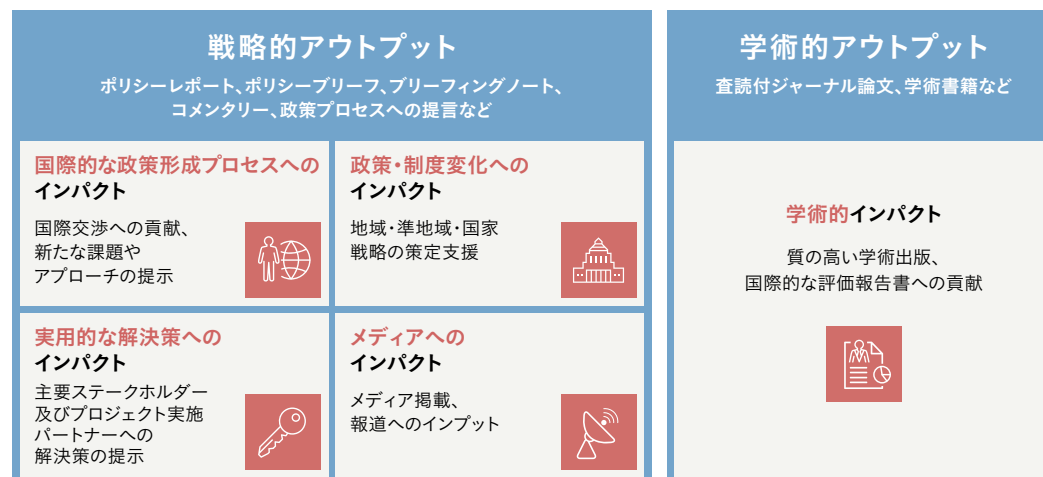 戦略的アウトプット
ポリシーレポート、ポリシーブリーフ、ブリーフィングノート、
コメンタリー、政策プロセスへの提言など
国際的な政策形成プロセスへの
インパクト
国際交渉への貢献、
新たな課題や
アプローチの提示
政策・制度変化への
インパクト
地域・準地域・国家
戦略の策定支援
実用的な解決策への
インパクト
主要ステークホルダー
及びプロジェクト実施
パートナーへの
解決策の提示
メディアへの
インパクト
メディア掲載、
報道へのインプット
学術的アウトプット
査読付ジャーナル論文、学術書籍など
学術的インパクト
質の高い学術出版、
国際的な評価報告書への貢献